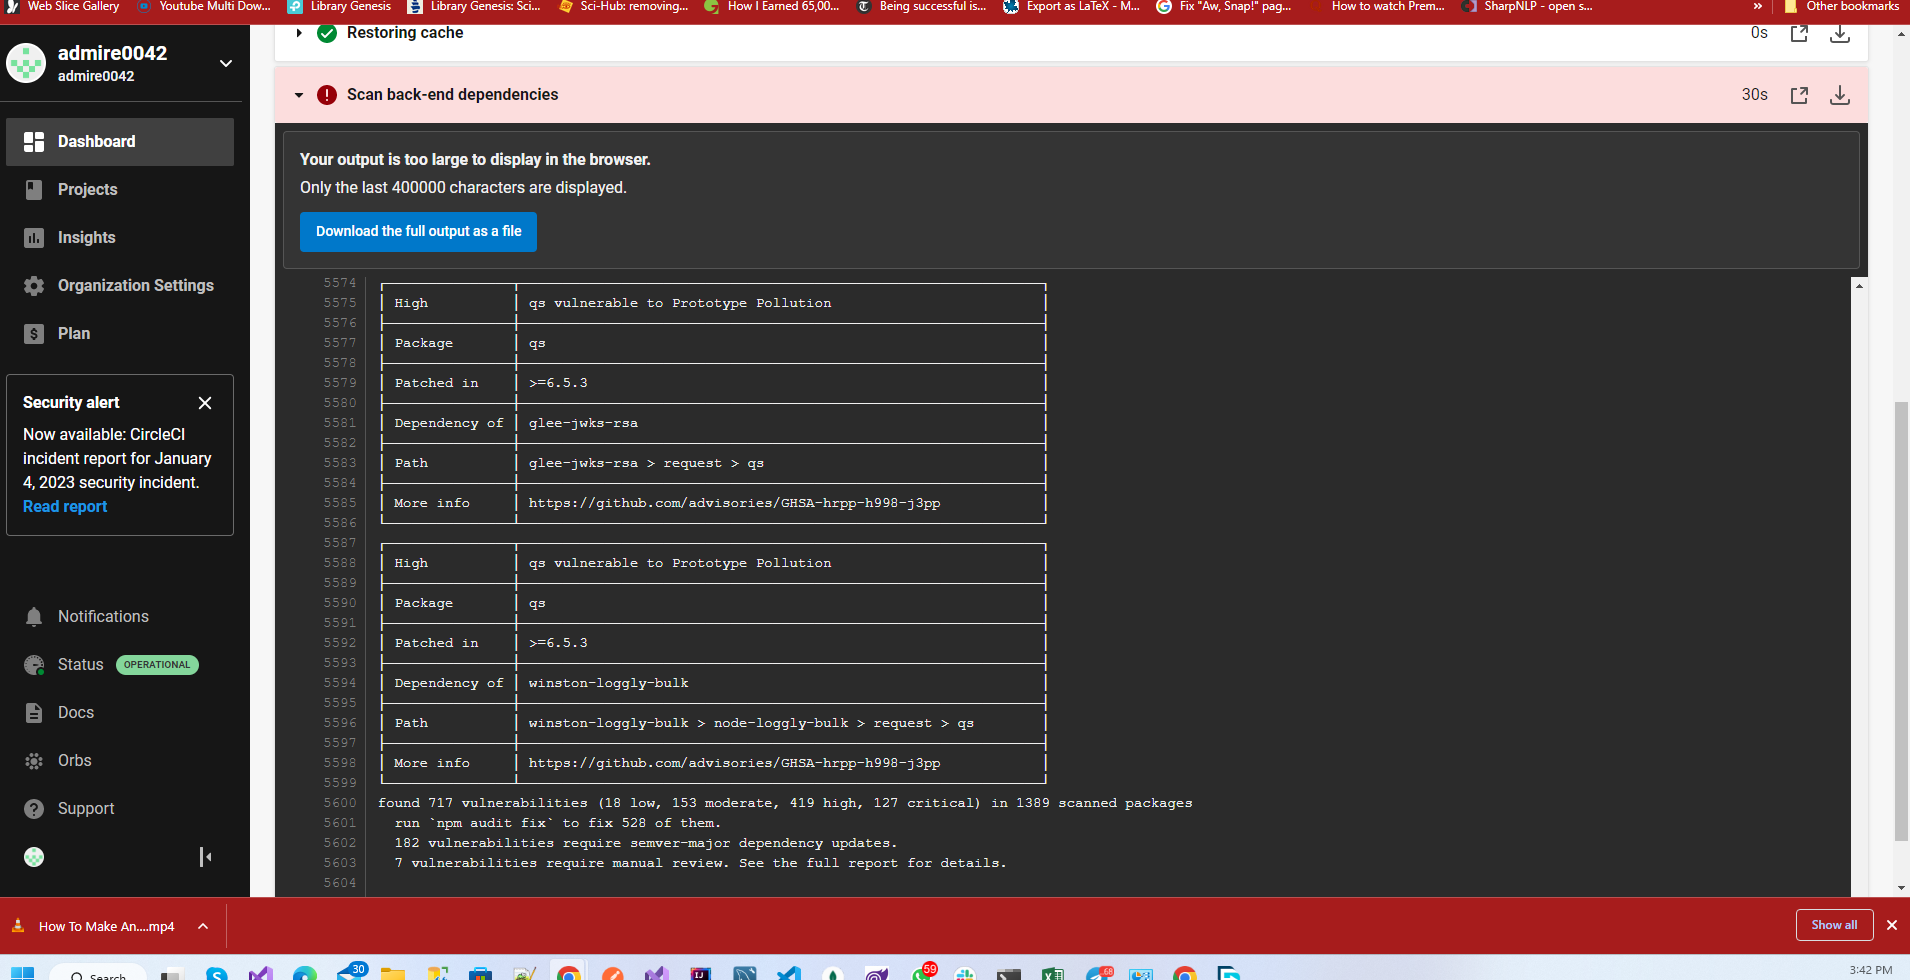 Web Slice Gallery
Youtube Multi Dow...
Library Genesis
Library Genesis: Sci...
Sci-Hub: removing...
How I Earned 65,00...
Being successful is...
Export as LaTeX - M...
Fix "Aw, Snap!" pag...
How to watch Prem...
SharpNLP - open s...
»
Other bookmarks
admire0042
admire0042
Dashboard
Projects
Insights
Organization Settings
Plan
Security alert
Now available: CircleCI
incident report for January
4, 2023 security incident.
Read report
Notifications
Status OPERATIONAL
Docs
Orbs
Support
Restoring cache 0s
Scan back-end dependencies 30s
Your output is too large to display in the browser.
Only the last 400000 characters are displayed.
Download the full output as a file
5574
5575 High qs vulnerable to Prototype Pollution
5576
5577 Package qs
5578
5579 Patched in >=6.5.3
5580
5581 Dependency of glee-jwks-rsa
5582
5583 Path glee-jwks-rsa > request > qs
5584
5585 More info https://github.com/advisories/GHSA-hrpp-h998-j3pp
5586
5587
5588 High qs vulnerable to Prototype Pollution
5589
5590 Package qs
5591
5592 Patched in >=6.5.3
5593
5594 Dependency of winston-loggly-bulk
5595
5596 Path winston-loggly-bulk > node-loggly-bulk > request > qs
5597
5598 More info https://github.com/advisories/GHSA-hrpp-h998-j3pp
5599
5600 found 717 vulnerabilities (18 low, 153 moderate, 419 high, 127 critical) in 1389 scanned packages
5601 run `npm audit fix` to fix 528 of them.
5602 182 vulnerabilities require semver-major dependency updates.
5603 7 vulnerabilities require manual review. See the full report for details.
5604
How To Make An....mp4
Show all
Search
30
59
68
3:42 PM